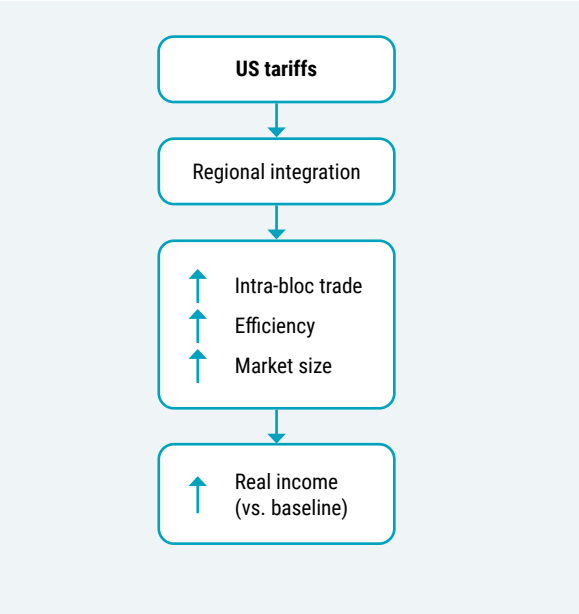 US tariffs
Regional integration
Intra-bloc trade
Efficiency
Market size
Real income
(vs. baseline)